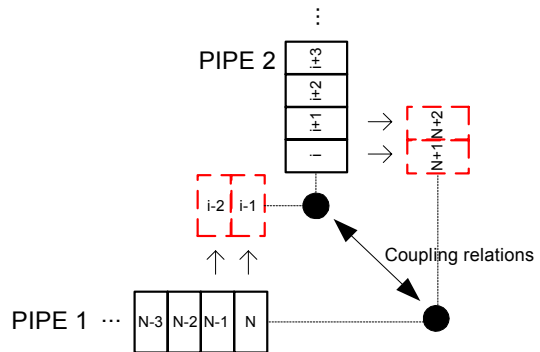 ⋮
PIPE 2
i+3
i+2
i+1
i
N+2
N+1
i-2 i-1
Coupling relations
PIPE 1 ··· N-3 N-2 N-1 N